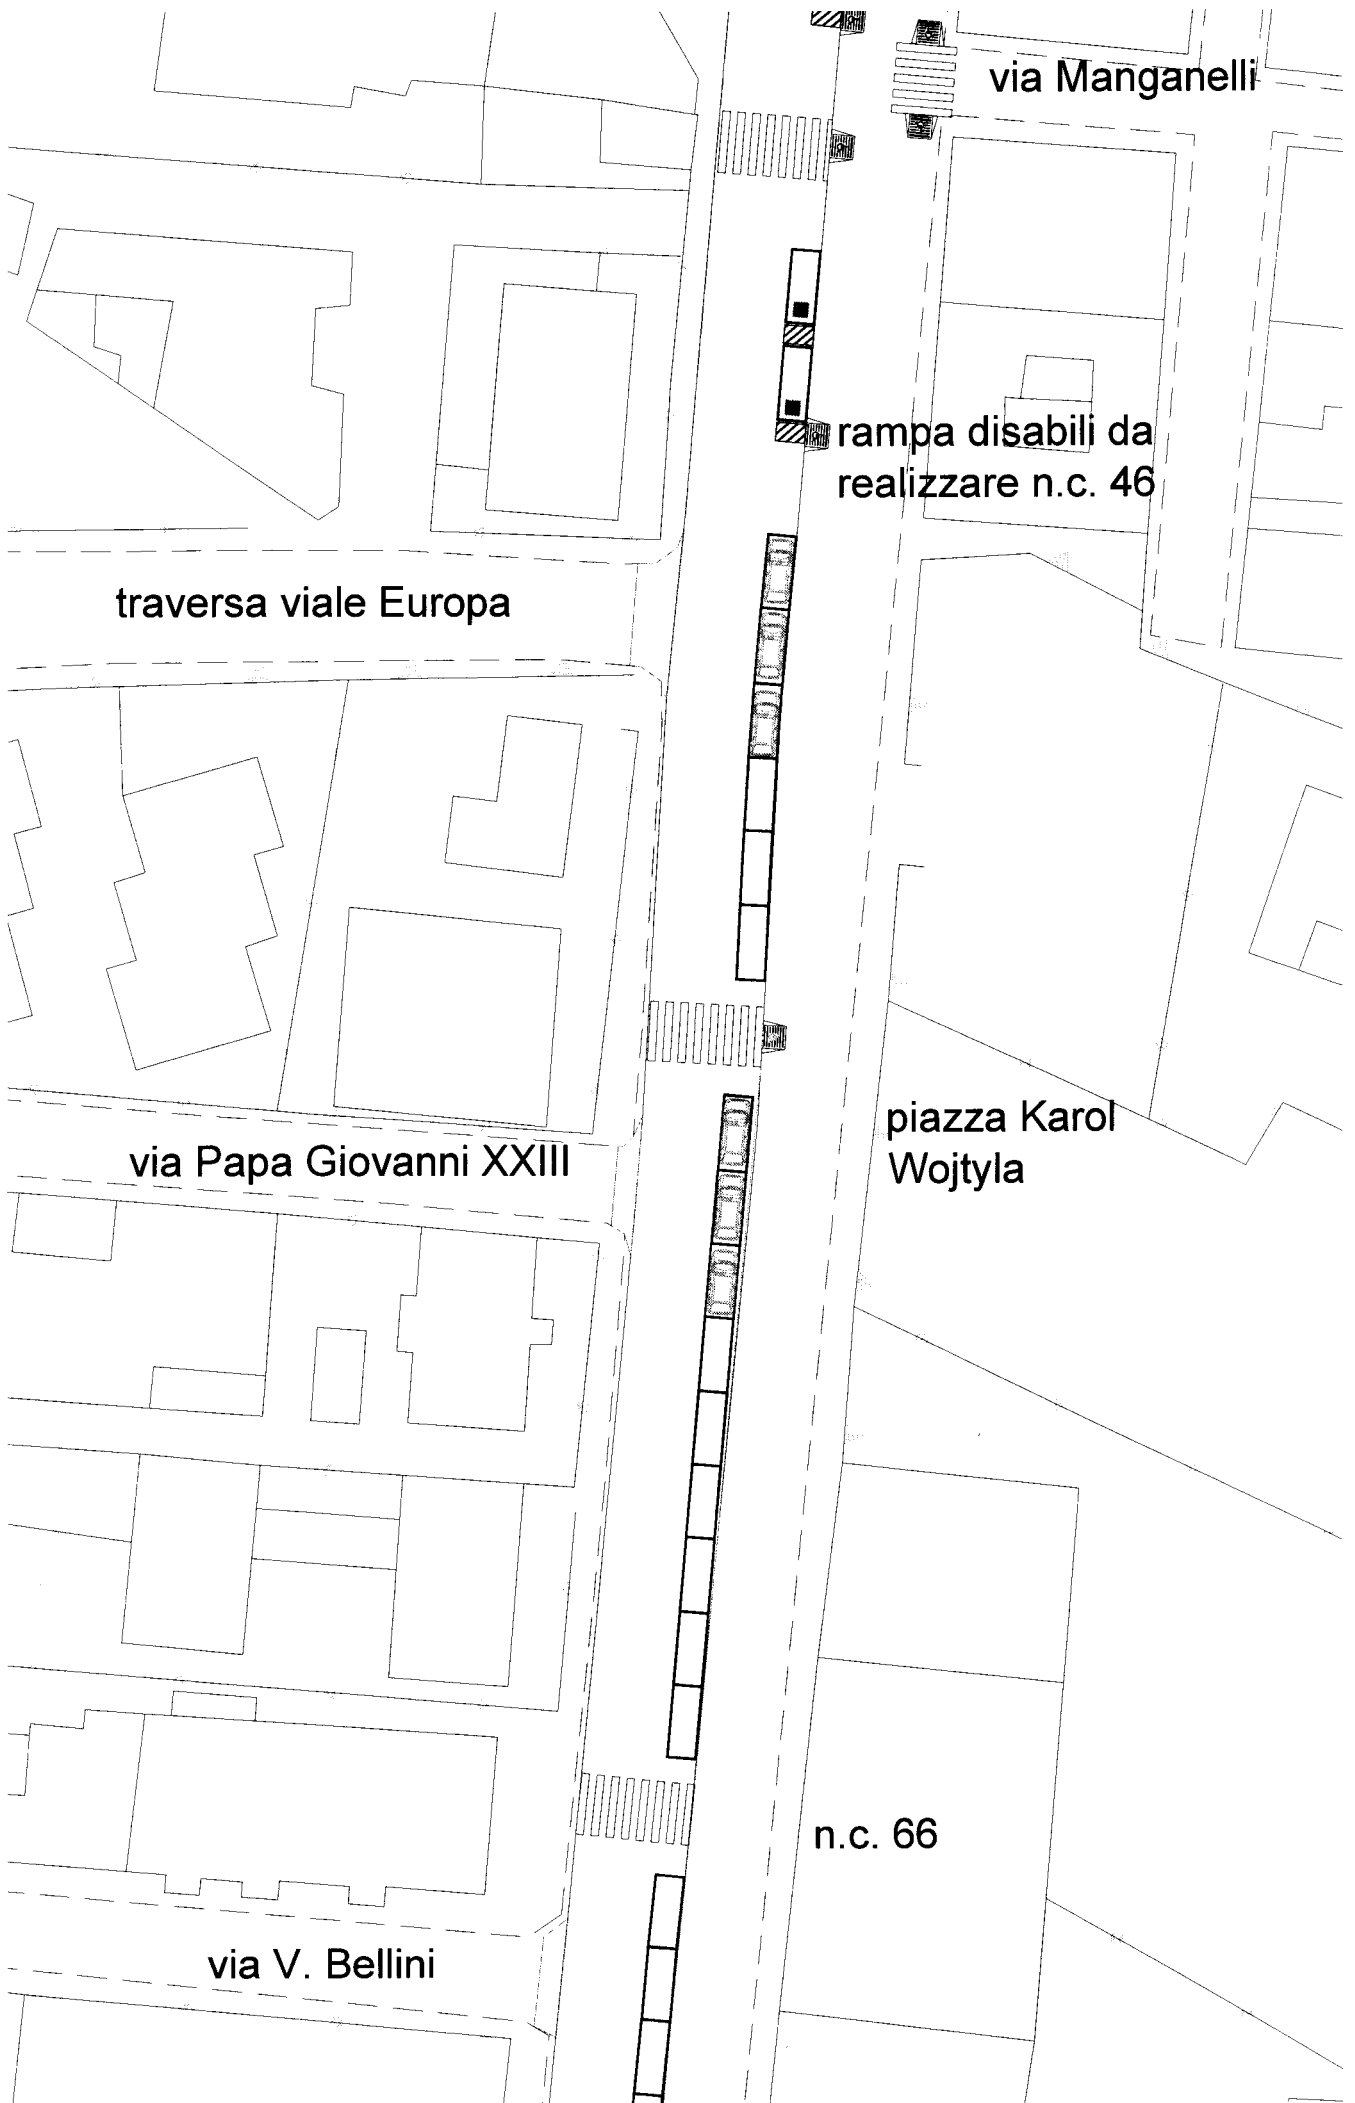 via Manganelli
rampa disabili da
realizzare n.c. 46
traversa viale Europa
via Papa Giovanni XXIII
piazza Karol
Wojtyla
n.c. 66
via V. Bellini